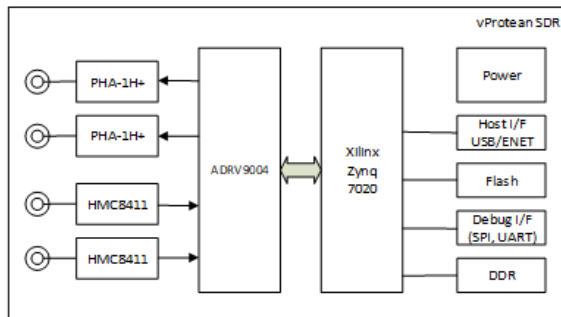 vProtean SDR
PHA-1H+
PHA-1H+
HMC8411
HMC8411
ADRV9004
Xilinx
Zynq
7020
Power
Host I/F
USB/ENET
Flash
Debug I/F
(SPI, UART)
DDR